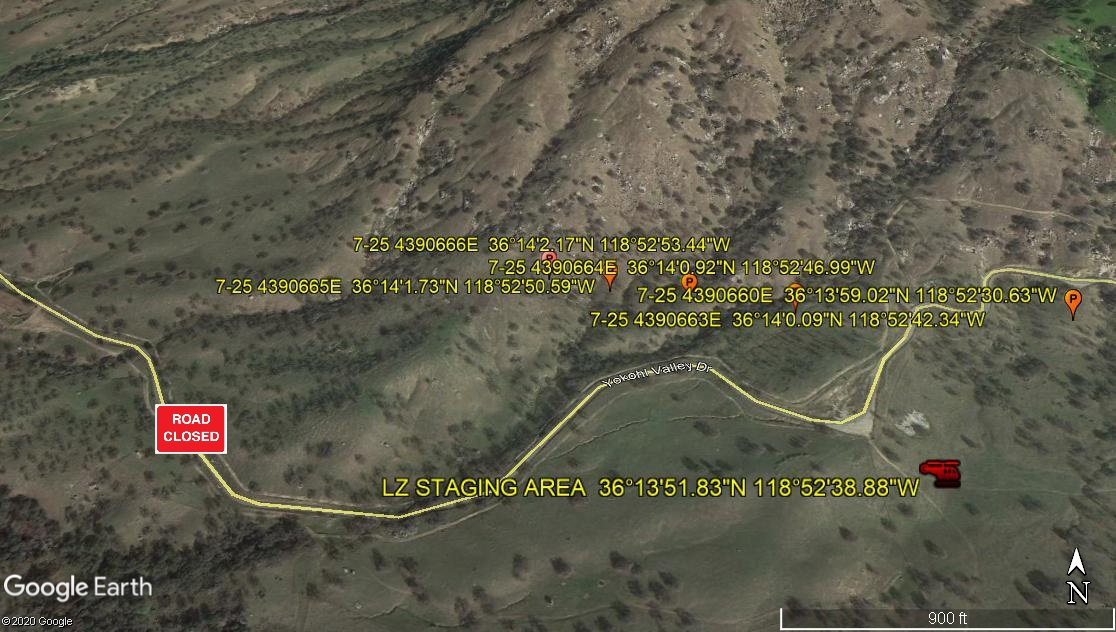 7-25 4390666E 36°14'2.17"N 118°52'53.44"W
P
7-25 4390664E 36°14'0.92"N 118°52'46.99"W
7-25 4390665E 36°14'1.73"N 118°52'50.59"W
P
7-25 4390660E 36°13'59.02"N 118°52'30.63"W
P
7-25 4390663E 36°14'0.09"N 118°52'42.34"W
Yokohl Valley Dr
ROAD
CLOSED
LZ STAGING AREA 36°13'51.83"N 118°52'38.88"W
N
Google Earth
©2020 Google
900 ft